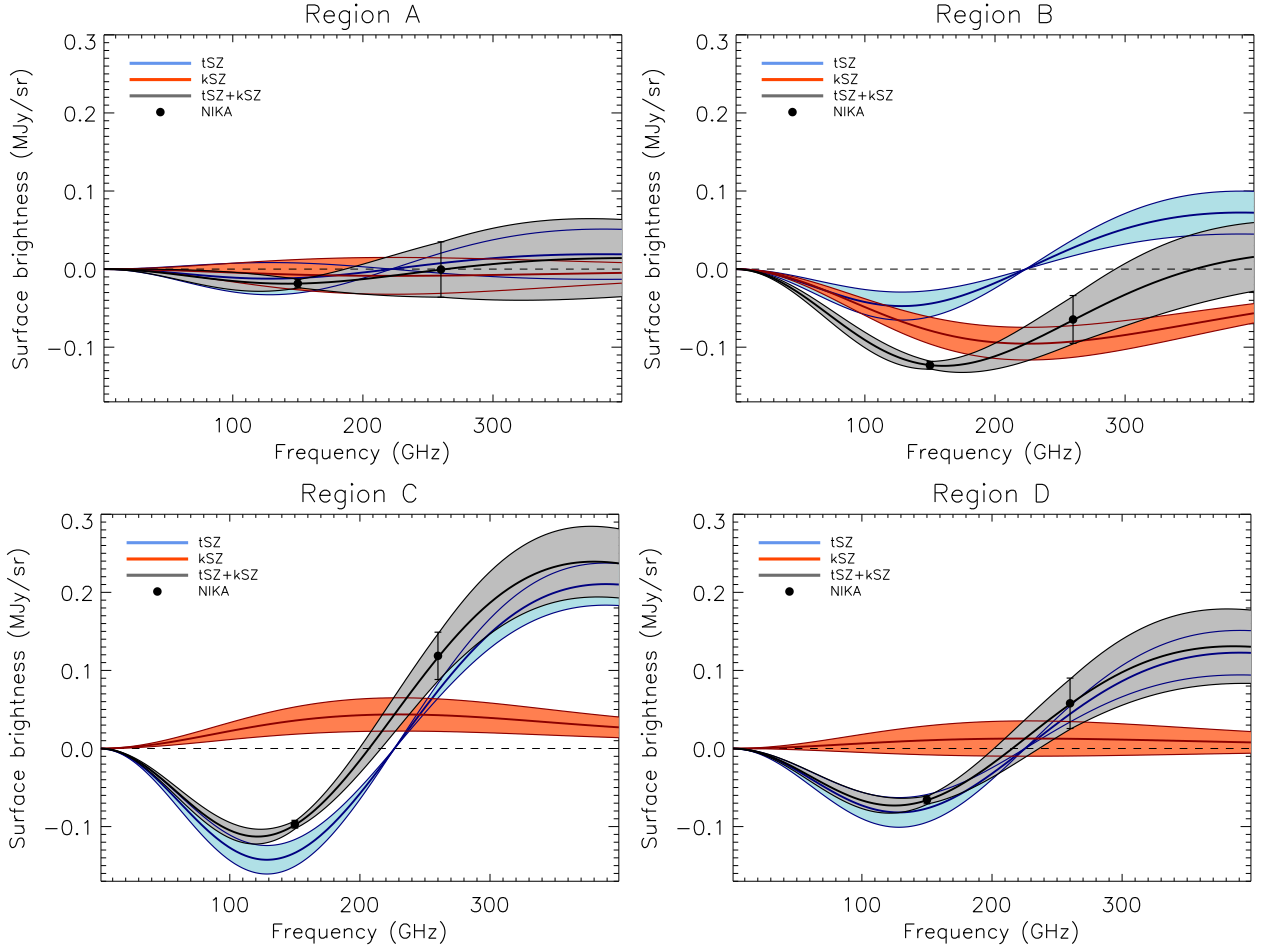 Region A
Surface brightness (MJy/sr)
0.3
0.2
0.1
0.0
−0.1
tSZ
kSZ
tSZ+kSZ
NIKA
100
200
300
Frequency (GHz)
Region B
Surface brightness (MJy/sr)
0.3
0.2
0.1
0.0
−0.1
tSZ
kSZ
tSZ+kSZ
NIKA
100
200
300
Frequency (GHz)
Region C
Surface brightness (MJy/sr)
0.3
0.2
0.1
0.0
−0.1
tSZ
kSZ
tSZ+kSZ
NIKA
100
200
300
Frequency (GHz)
Region D
Surface brightness (MJy/sr)
0.3
0.2
0.1
0.0
−0.1
tSZ
kSZ
tSZ+kSZ
NIKA
100
200
300
Frequency (GHz)